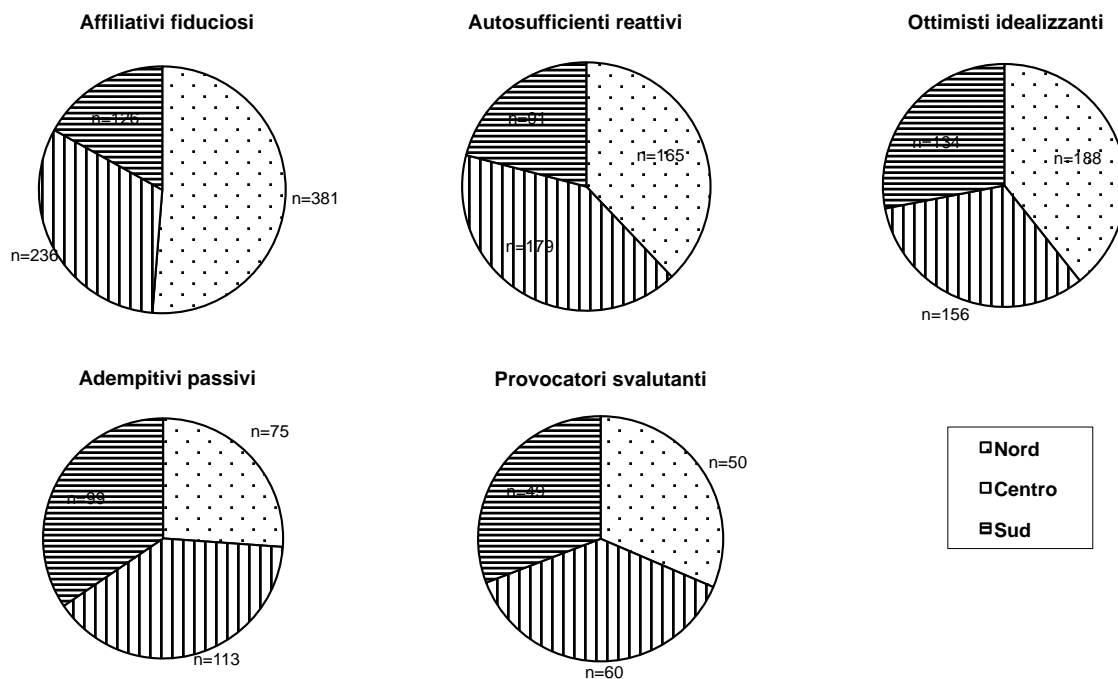 Affiliativi fiduciosi
n=126
n=381
n=236
Autosufficienti reattivi
n=91
n=165
n=179
Ottimisti idealizzanti
n=134
n=188
n=156
Adempitivi passivi
n=75
n=99
n=113
Provocatori svalutanti
n=50
n=49
n=60
Nord
Centro
Sud